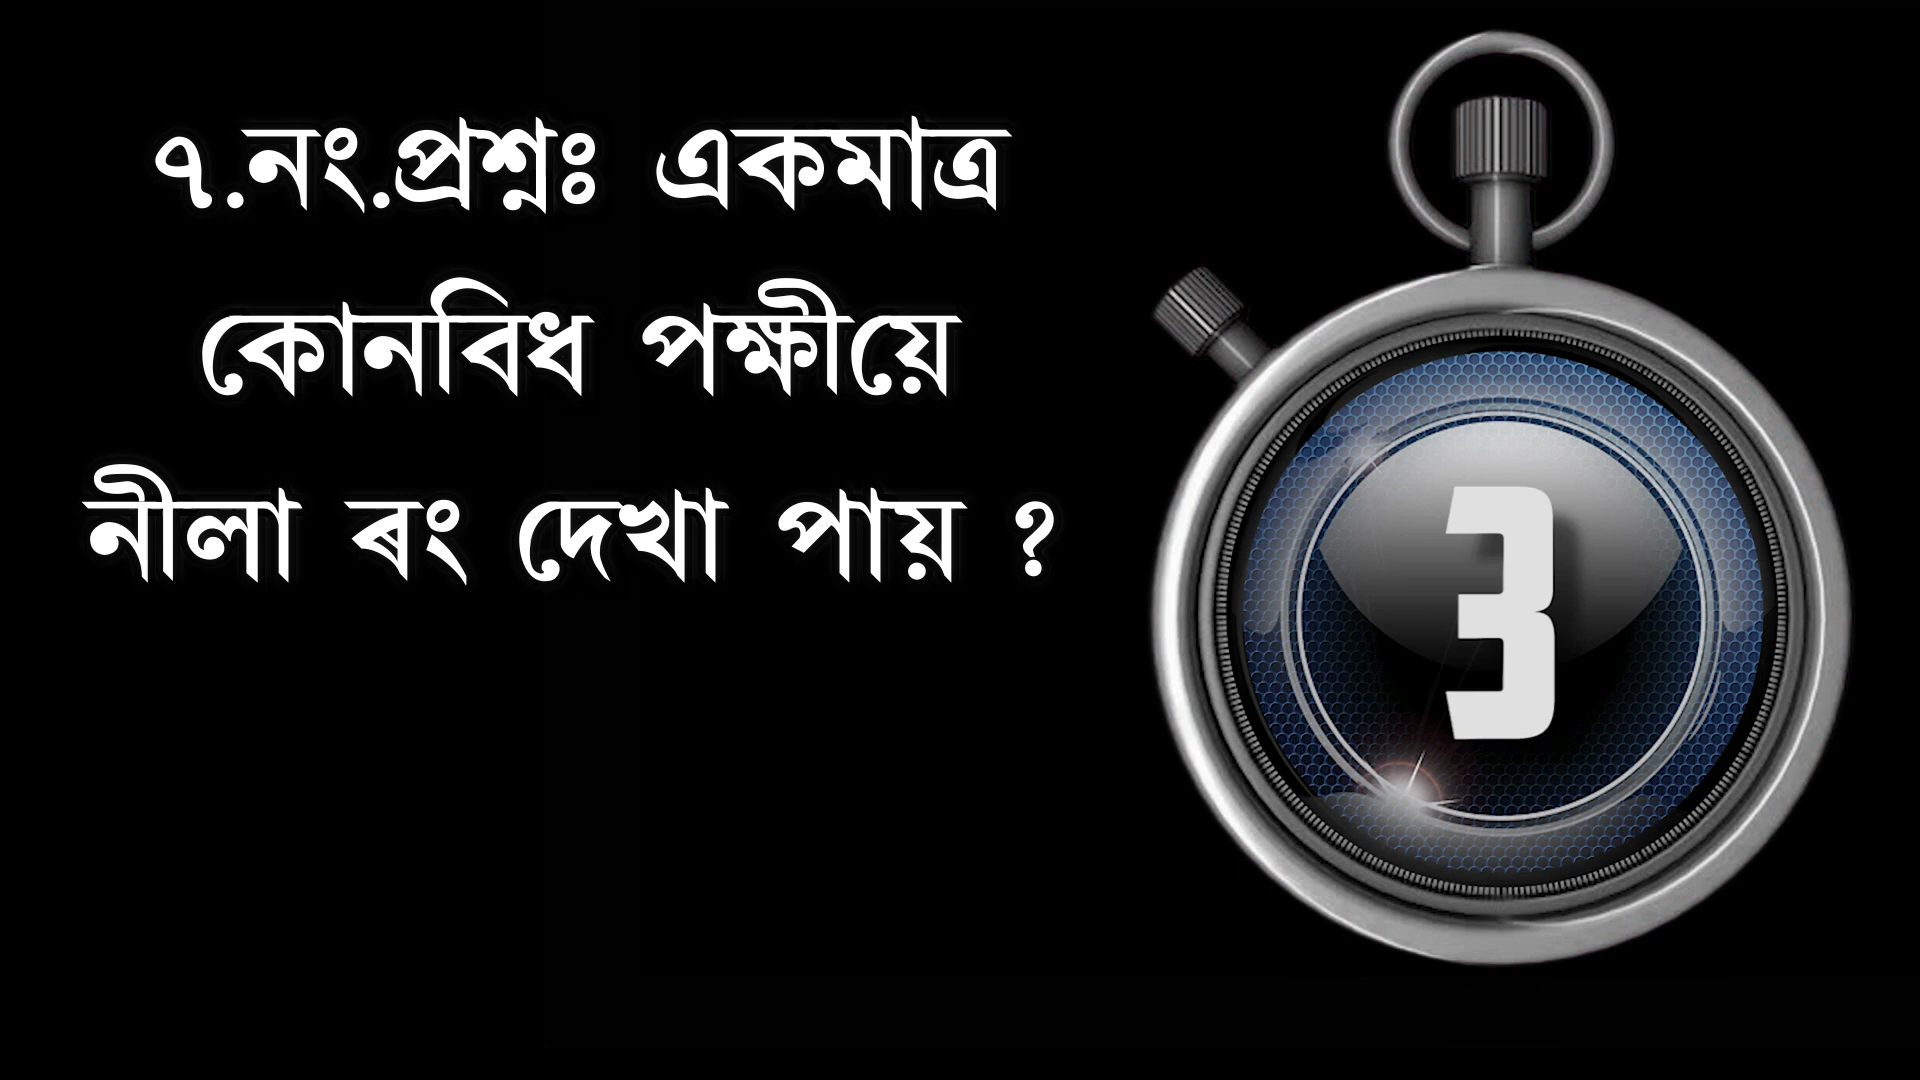 ৭.নং.প্ৰশ্নঃ একমাত্ৰ
কোনবিধ পক্ষীয়ে
নীলা ৰং দেখা পায় ?
3